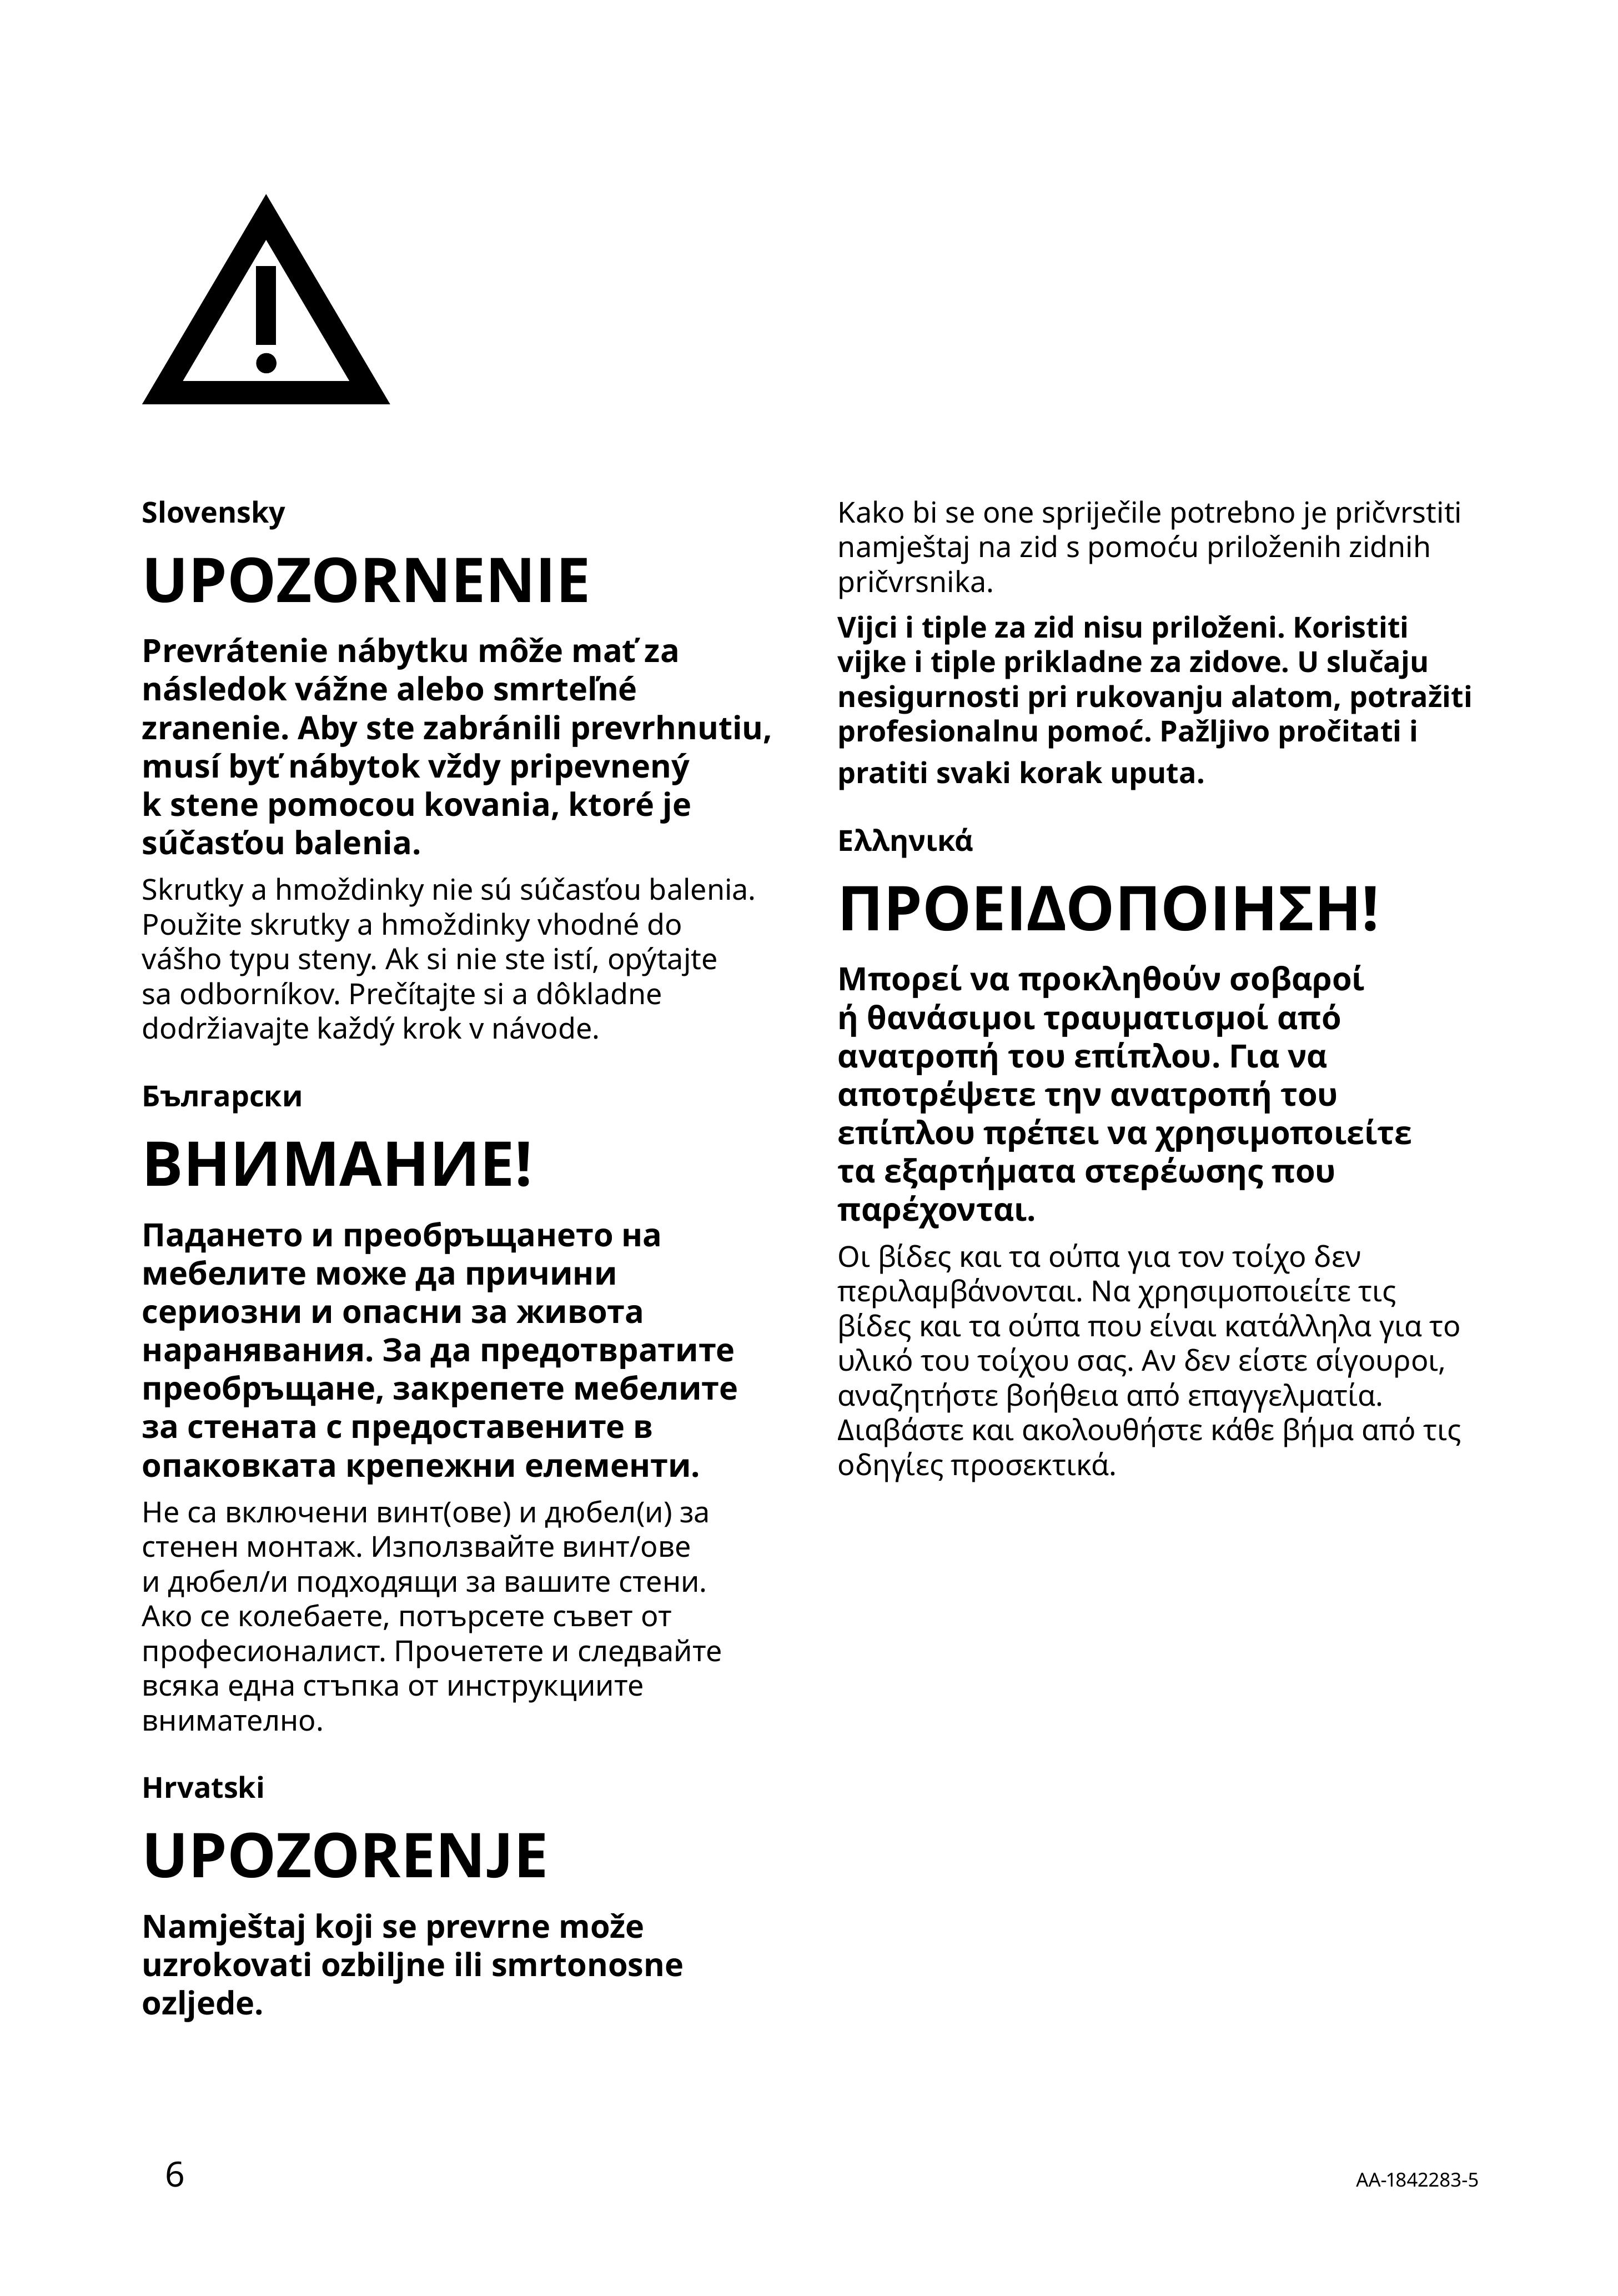 Slovensky
UPOZORNENIE
Prevrátenie nábytku môže mať za
následok vážne alebo smrteľné
zranenie. Aby ste zabránili prevrhnutiu,
musí byť nábytok vždy pripevnený
k stene pomocou kovania, ktoré je
súčasťou balenia.
Skrutky a hmoždinky nie sú súčasťou balenia.
Použite skrutky a hmoždinky vhodné do
vášho typu steny. Ak si nie ste istí, opýtajte
sa odborníkov. Prečítajte si a dôkladne
dodržiavajte každý krok v návode.
Български
ВНИМАНИЕ!
Падането и преобръщането на
мебелите може да причини
сериозни и опасни за живота
наранявания. За да предотвратите
преобръщане, закрепете мебелите
за стената с предоставените в
опаковката крепежни елементи.
Не са включени винт(ове) и дюбел(и) за
стенен монтаж. Използвайте винт/ове
и дюбел/и подходящи за вашите стени.
Ако се колебаете, потърсете съвет от
професионалист. Прочетете и следвайте
всяка една стъпка от инструкциите
внимателно.
Hrvatski
UPOZORENJE
Namještaj koji se prevrne može
uzrokovati ozbiljne ili smrtonosne
ozljede.
Kako bi se one spriječile potrebno je pričvrstiti
namještaj na zid s pomoću priloženih zidnih
pričvrsnika.
Vijci i tiple za zid nisu priloženi. Koristiti
vijke i tiple prikladne za zidove. U slučaju
nesigurnosti pri rukovanju alatom, potražiti
profesionalnu pomoć. Pažljivo pročitati i
pratiti svaki korak uputa.
Ελληνικά
ΠΡΟΕΙΔΟΠΟΙΗΣΗ!
Μπορεί να προκληθούν σοβαροί
ή θανάσιμοι τραυματισμοί από
ανατροπή του επίπλου. Για να
αποτρέψετε την ανατροπή του
επίπλου πρέπει να χρησιμοποιείτε
τα εξαρτήματα στερέωσης που
παρέχονται.
Οι βίδες και τα ούπα για τον τοίχο δεν
περιλαμβάνονται. Να χρησιμοποιείτε τις
βίδες και τα ούπα που είναι κατάλληλα για το
υλικό του τοίχου σας. Αν δεν είστε σίγουροι,
αναζητήστε βοήθεια από επαγγελματία.
Διαβάστε και ακολουθήστε κάθε βήμα από τις
οδηγίες προσεκτικά.
6
AA-1842283-5